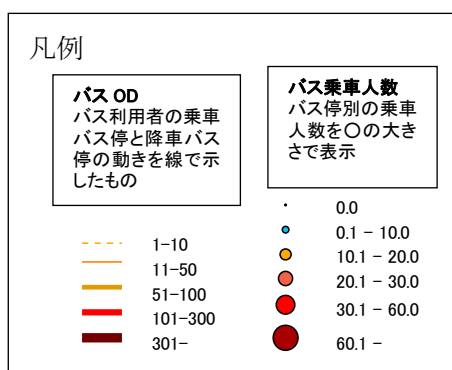 凡例
バス OD
バス利用者の乗車
バス停と降車バス
停の動きを線で示
したもの
1-10
11-50
51-100
101-300
301-
バス乗車人数
バス停別の乗車
人数を〇の大き
さで表示
0.0
0.1 - 10.0
10.1 - 20.0
20.1 - 30.0
30.1 - 60.0
60.1 -